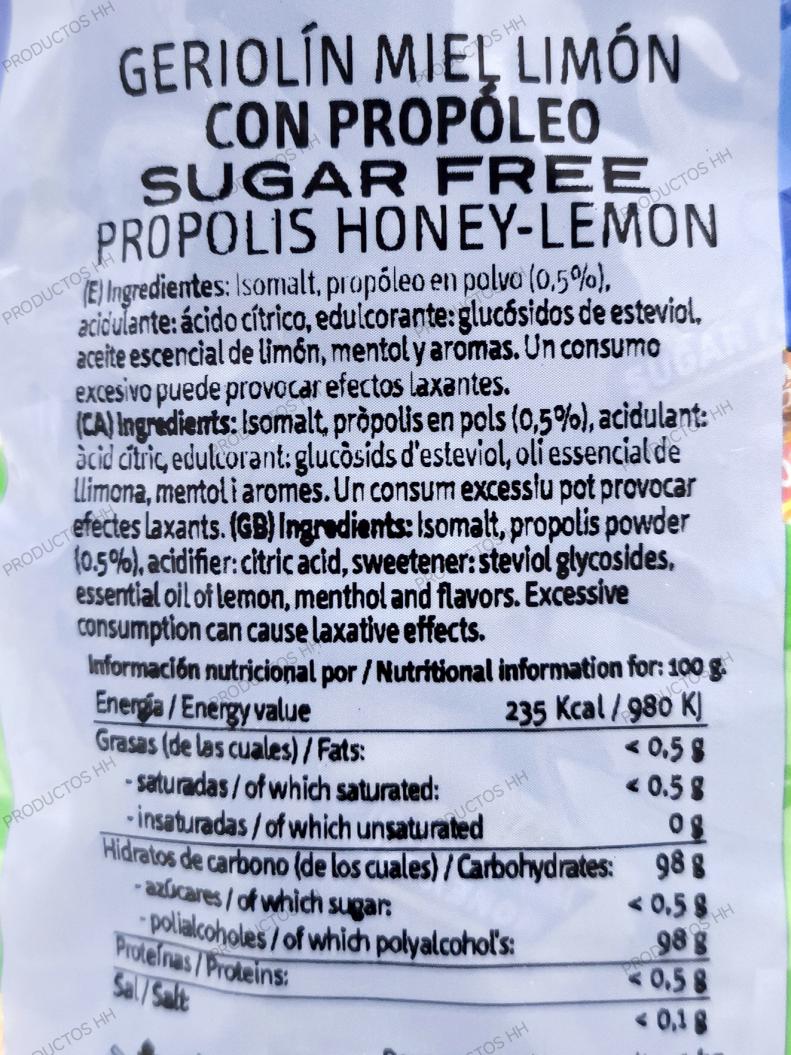 GERIOLÍN MIEL LIMÓN
CON PROPÓLEO
SUGAR FREE
PROPOLIS HONEY-LEMON
(E) Ingredientes: Isomalt, propóleo en polvo (0,5%),
acidulante: ácido cítrico, edulcorante: glucósidos de esteviol,
aceite escencial de limón, mentol y aromas. Un consumo
excesivo puede provocar efectos laxantes.
(CA) Ingredients: Isomalt, pròpolis en pols (0,5%), acidulant:
àcid cítric, edulcorant: glucòsids d'esteviol, oli essencial de
llimona, mentol i aromes. Un consum excessiu pot provocar
efectes laxants. (GB) Ingredients: Isomalt, propolis powder
(0.5%), acidifier: citric acid, sweetener: steviol glycosides,
essential oil of lemon, menthol and flavors. Excessive
consumption can cause laxative effects.
Información nutricional por / Nutritional information for: 100 g.
Energía / Energy value 235 Kcal / 980 KJ
Grasas (de las cuales) / Fats: < 0,5 g
- saturadas / of which saturated: < 0.5 g
- insaturadas / of which unsaturated 0 g
Hidratos de carbono (de los cuales) / Carbohydrates: 98 g
- azúcares / of which sugar: < 0,5 g
- polialcoholes / of which polyalcohol's: 98 g
Proteínas / Proteins: < 0,5 g
Sal / Salt < 0,1 g
PRODUCTOS HH